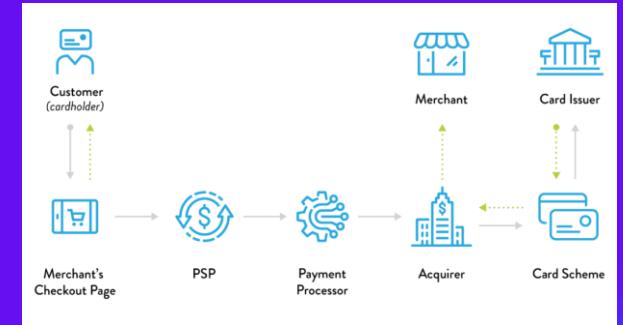 Customer
(cardholder)
Merchant
Card Issuer
Merchant's
Checkout Page
PSP
Payment
Processor
Acquirer
Card Scheme